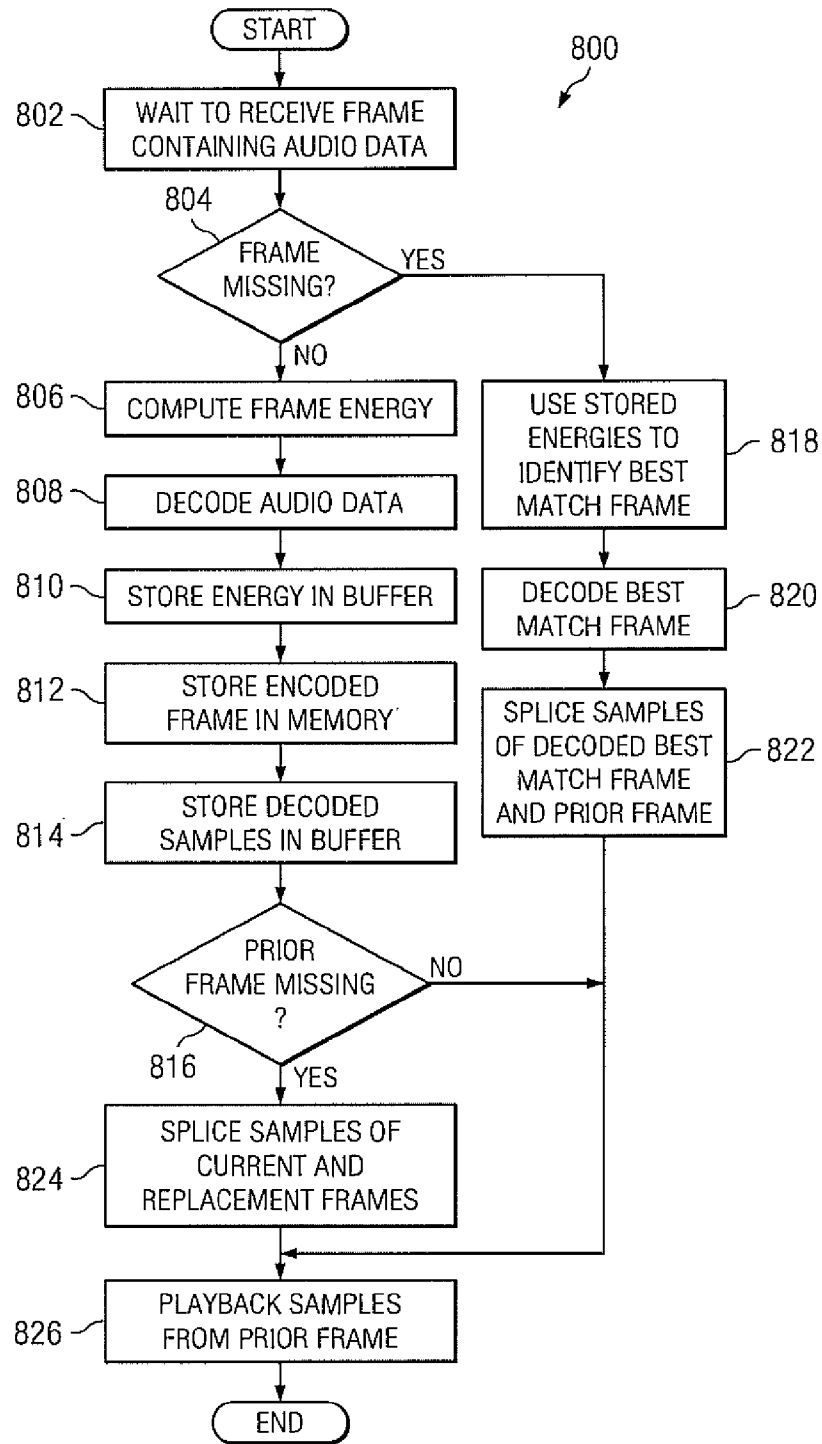 START
800
802
WAIT TO RECEIVE FRAME
CONTAINING AUDIO DATA
804
FRAME
MISSING?
YES
NO
806
COMPUTE FRAME ENERGY
USE STORED
ENERGIES TO
IDENTIFY BEST
MATCH FRAME
818
808
DECODE AUDIO DATA
810
STORE ENERGY IN BUFFER
DECODE BEST
MATCH FRAME
820
812
STORE ENCODED
FRAME IN MEMORY
SPLICE SAMPLES
OF DECODED BEST
MATCH FRAME
AND PRIOR FRAME
822
814
STORE DECODED
SAMPLES IN BUFFER
PRIOR
FRAME MISSING
?
NO
816
YES
824
SPLICE SAMPLES OF
CURRENT AND
REPLACEMENT FRAMES
826
PLAYBACK SAMPLES
FROM PRIOR FRAME
END